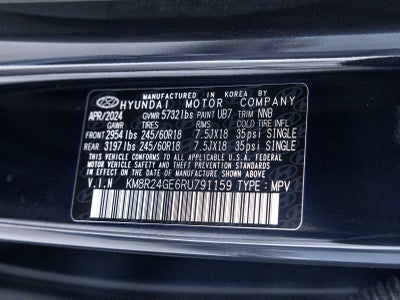 MANUFACTURED IN KOREA BY
HYUNDAI MOTOR COMPANY
APR/2024 GVWR 5732lbs PAINT UB7 TRIM NNB
GAWR TIRES RIMS COLD TIRE INFL
FRONT 2954 lbs 245/60R18 7.5JX18 35psi SINGLE
REAR 3197 lbs 245/60R18 7.5JX18 35psi SINGLE
THIS VEHICLE CONFORMS TO ALL APPLICABLE FEDERAL
MOTOR VEHICLE SAFETY AND THEFT PREVENTION STANDARDS
IN EFFECT ON THE DATE OF MANUFACTURE SHOWN ABOVE.
V.I.N KM8R24GE6RU791159 TYPE: MPV